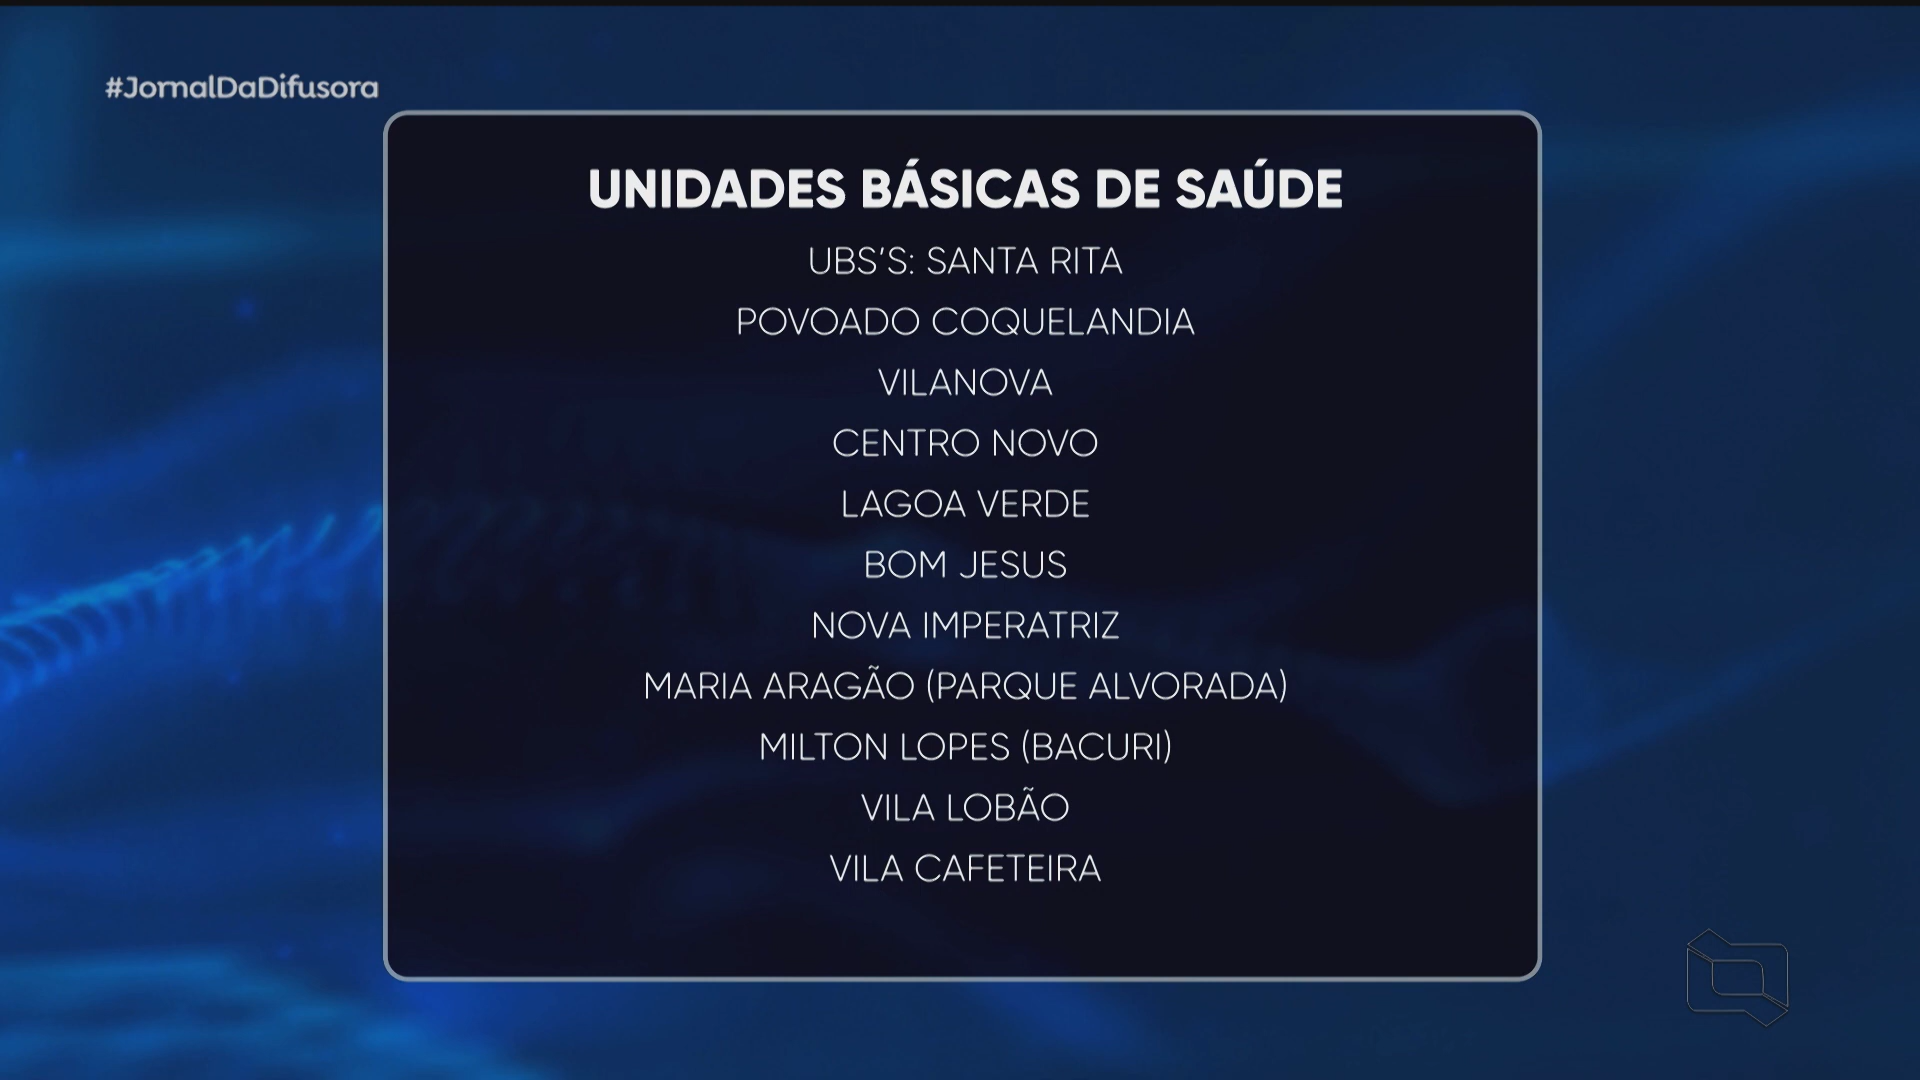 #JornalDaDifusora
UNIDADES BÁSICAS DE SAÚDE
UBS'S: SANTA RITA
POVOADO COQUELANDIA
VILANOVA
CENTRO NOVO
LAGOA VERDE
BOM JESUS
NOVA IMPERATRIZ
MARIA ARAGÃO (PARQUE ALVORADA)
MILTON LOPES (BACURI)
VILA LOBÃO
VILA CAFETEIRA